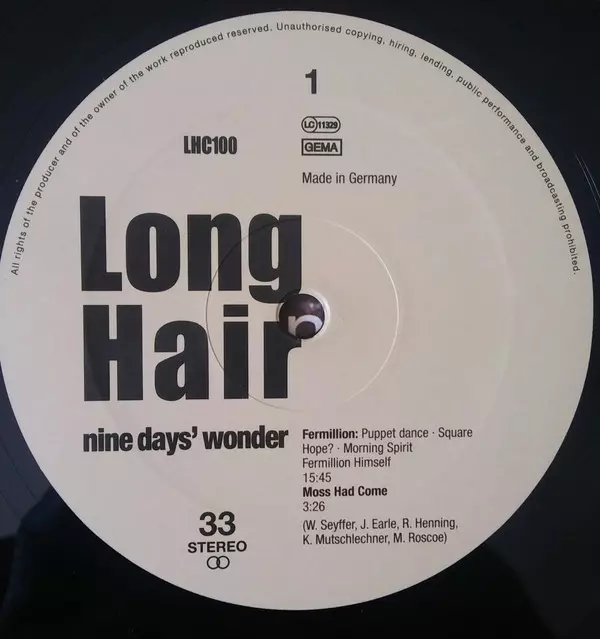 All rights of the producer and of the owner of the work reproduced reserved. Unauthorised copying, hiring, lending, public performance and broadcasting prohibited.
1
LC 11329
LHC100
GEMA
Made in Germany
Long
Hair
nine days' wonder
Fermillion: Puppet dance · Square
Hope? · Morning Spirit
Fermillion Himself
15:45
Moss Had Come
3:26
(W. Seyffer, J. Earle, R. Henning,
K. Mutschlechner, M. Roscoe)
33
STEREO